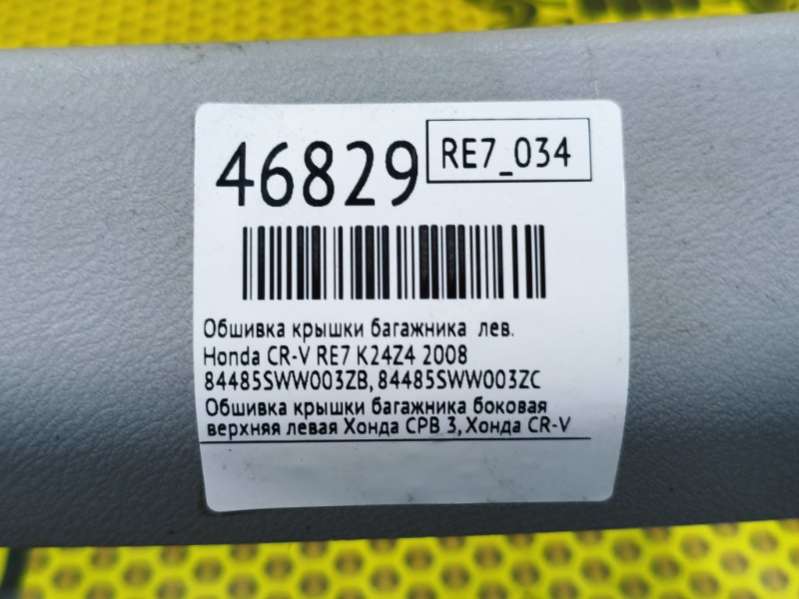 46829
RE7_034
Обшивка крышки багажника лев.
Honda CR-V RE7 K24Z4 2008
84485SWW003ZB, 84485SWW003ZC
Обшивка крышки багажника боковая
верхняя левая Хонда СРВ 3, Хонда CR-V